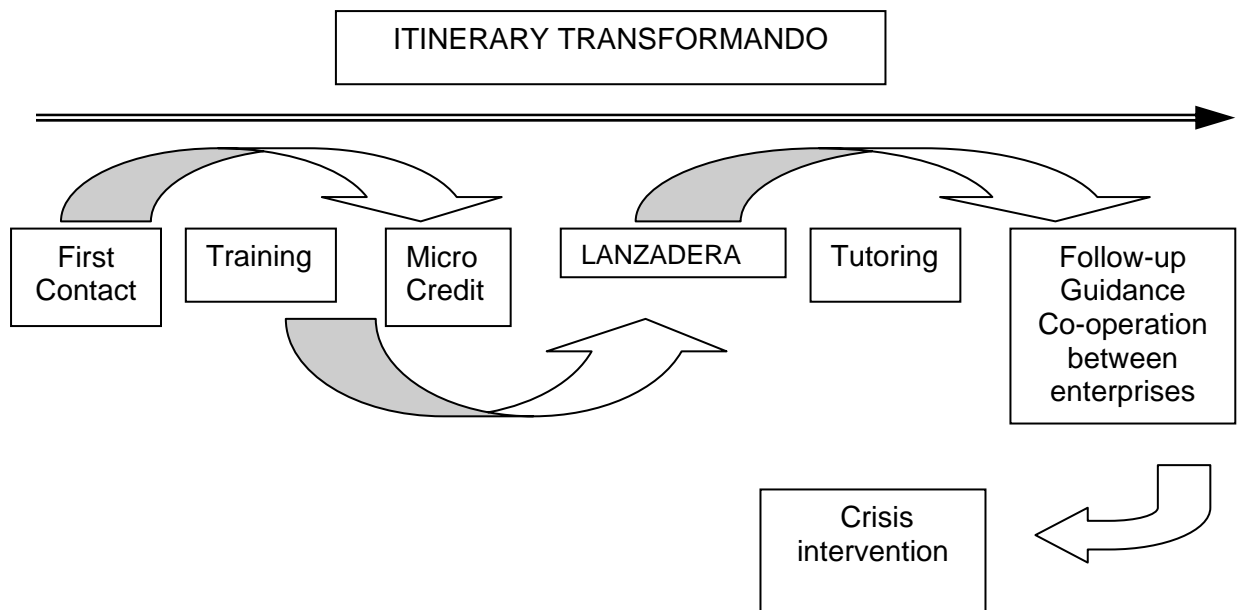 ITINERARY TRANSFORMANDO
First
Contact
Training
Micro
Credit
LANZADERA
Tutoring
Follow-up
Guidance
Co-operation
between
enterprises
Crisis
intervention